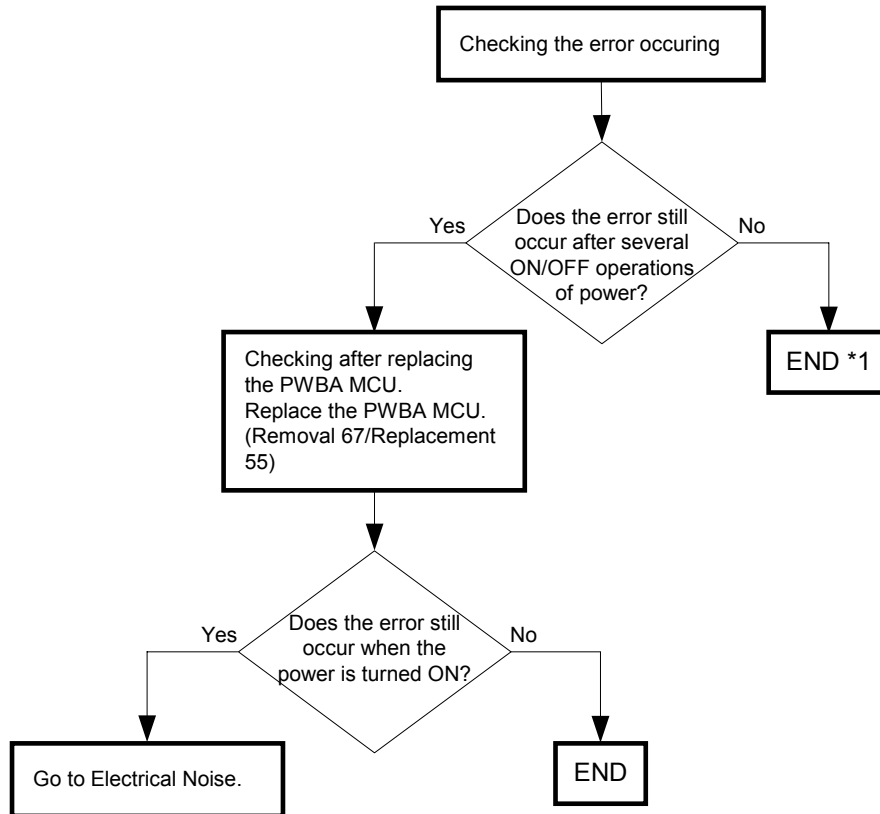 Checking the error occuring
Does the error still
occur after several
ON/OFF operations
of power?
Yes
No
Checking after replacing
the PWBA MCU.
Replace the PWBA MCU.
(Removal 67/Replacement
55)
END *1
Does the error still
occur when the
power is turned ON?
Yes
No
Go to Electrical Noise.
END